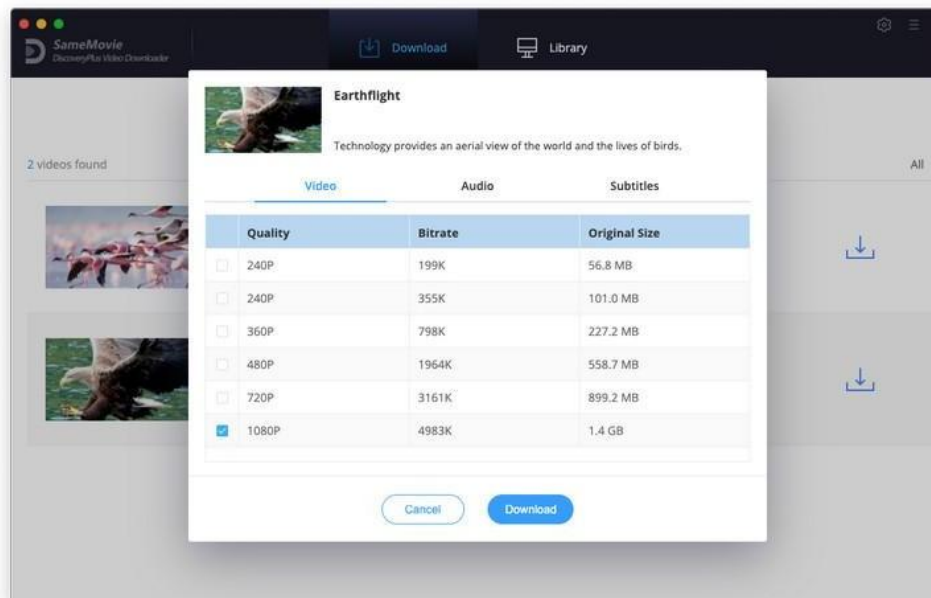 SameMovie
DiscoveryPlus Video Downloader
Download
Library
Earthflight
Technology provides an aerial view of the world and the lives of birds.
2 videos found
All
Video Audio Subtitles
Quality Bitrate Original Size
240P 199K 56.8 MB
240P 355K 101.0 MB
360P 798K 227.2 MB
480P 1964K 558.7 MB
720P 3161K 899.2 MB
1080P 4983K 1.4 GB
Cancel Download